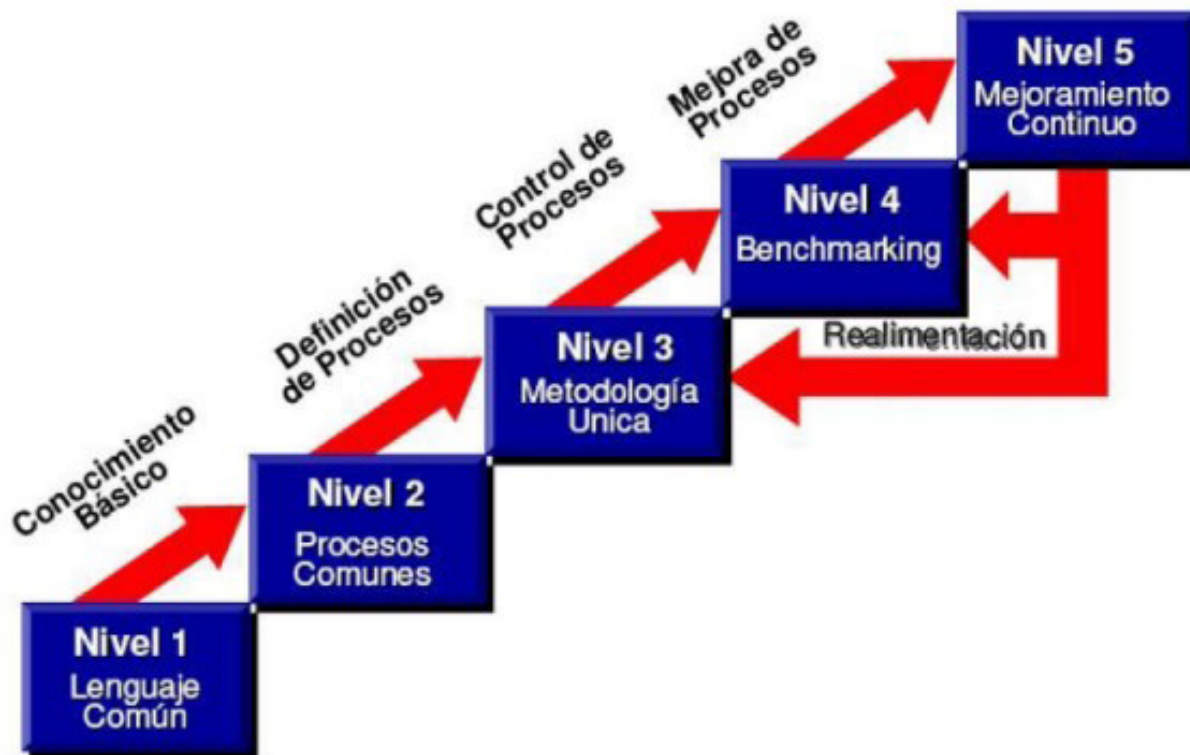 Nivel 1
Lenguaje
Común
Conocimiento
Básico
Nivel 2
Procesos
Comunes
Definición
de Procesos
Nivel 3
Metodología
Unica
Control de
Procesos
Nivel 4
Benchmarking
Mejora de
Procesos
Nivel 5
Mejoramiento
Continuo
Realimentación